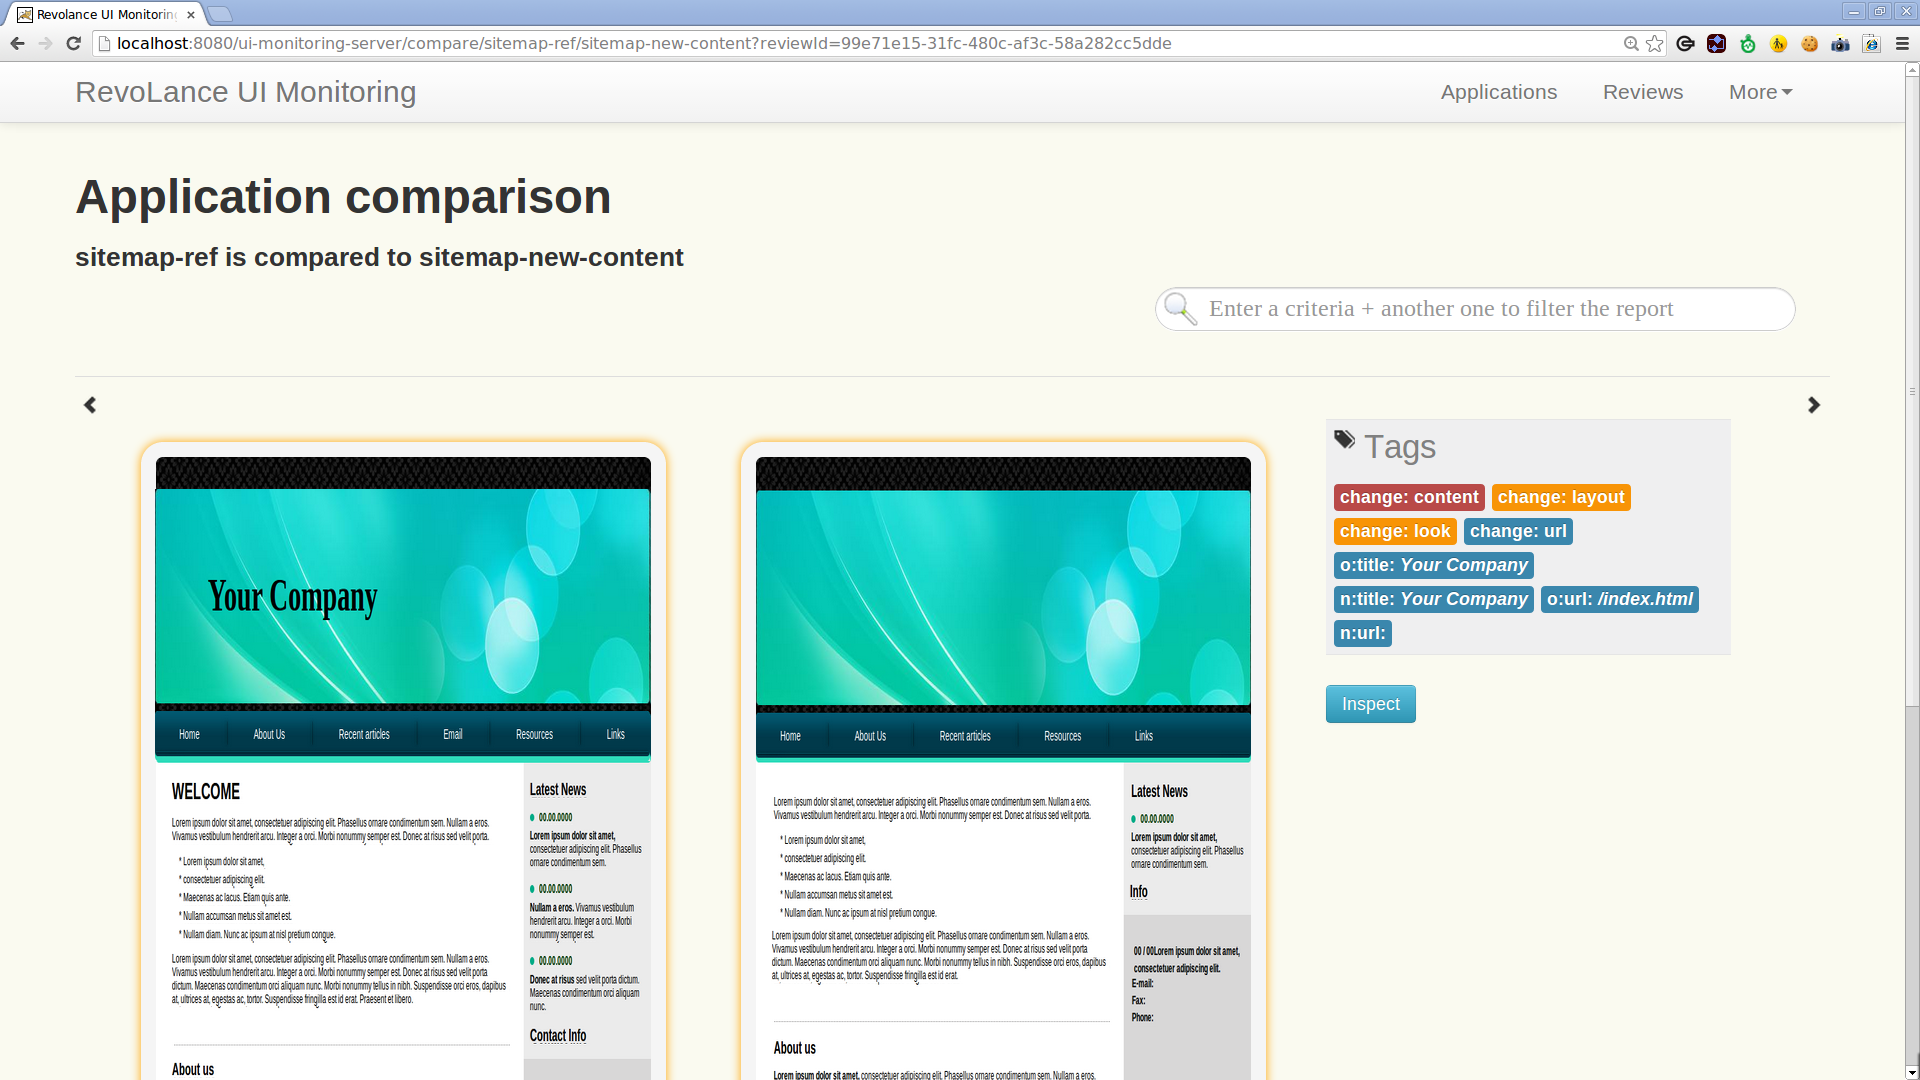 Revolance UI Monitoring
localhost:8080/ui-monitoring-server/compare/sitemap-ref/sitemap-new-content?reviewId=99e71e15-31fc-480c-af3c-58a282cc5dde
RevoLance UI Monitoring
Applications
Reviews
More
Application comparison
sitemap-ref is compared to sitemap-new-content
Enter a criteria + another one to filter the report
Your Company
Home
About Us
Recent articles
Email
Resources
Links
WELCOME
Lorem ipsum dolor sit amet, consectetuer adipiscing elit. Phasellus ornare condimentum sem. Nullam a eros.
Vivamus vestibulum hendrerit arcu. Integer a orci. Morbi nonummy semper est. Donec at risus sed velit porta.
* Lorem ipsum dolor sit amet,
* consectetuer adipiscing elit.
* Maecenas ac lacus. Etiam quis ante.
* Nullam accumsan metus sit amet est.
* Nullam diam. Nunc ac ipsum at nisl pretium congue.
Lorem ipsum dolor sit amet, consectetuer adipiscing elit. Phasellus ornare condimentum sem. Nullam a eros.
Vivamus vestibulum hendrerit arcu. Integer a orci. Morbi nonummy semper est. Donec at risus sed velit porta
dictum. Maecenas condimentum orci aliquam nunc. Morbi nonummy tellus in nibh. Suspendisse orci eros, dapibus
at, ultrices at, egestas ac, tortor. Suspendisse fringilla est id erat. Praesent et libero.
About us
Latest News
00.00.0000
Lorem ipsum dolor sit amet,
consectetuer adipiscing elit. Phasellus
ornare condimentum sem.
00.00.0000
Nullam a eros. Vivamus vestibulum
hendrerit arcu. Integer a orci. Morbi
nonummy semper est.
00.00.0000
Donec at risus sed velit porta dictum.
Maecenas condimentum orci aliquam
nunc.
Contact Info
Home
About Us
Recent articles
Resources
Links
Lorem ipsum dolor sit amet, consectetuer adipiscing elit. Phasellus ornare condimentum sem. Nullam a eros.
Vivamus vestibulum hendrerit arcu. Integer a orci. Morbi nonummy semper est. Donec at risus sed velit porta.
* Lorem ipsum dolor sit amet,
* consectetuer adipiscing elit.
* Maecenas ac lacus. Etiam quis ante.
* Nullam accumsan metus sit amet est.
* Nullam diam. Nunc ac ipsum at nisl pretium congue.
Lorem ipsum dolor sit amet, consectetuer adipiscing elit. Phasellus ornare condimentum sem. Nullam a eros.
Vivamus vestibulum hendrerit arcu. Integer a orci. Morbi nonummy semper est. Donec at risus sed velit porta
dictum. Maecenas condimentum orci aliquam nunc. Morbi nonummy tellus in nibh. Suspendisse orci eros, dapibus
at, ultrices at, egestas ac, tortor. Suspendisse fringilla est id erat.
About us
Lorem ipsum dolor sit amet, consectetuer adipiscing elit. Phasellus ornare condimentum sem. Nullam a eros.
Latest News
00.00.0000
Lorem ipsum dolor sit amet,
consectetuer adipiscing elit. Phasellus
ornare condimentum sem.
Info
00 / 00Lorem ipsum dolor sit amet,
consectetuer adipiscing elit.
E-mail:
Fax:
Phone:
Tags
change: content change: layout
change: look change: url
o:title: Your Company
n:title: Your Company o:url: /index.html
n:url:
Inspect